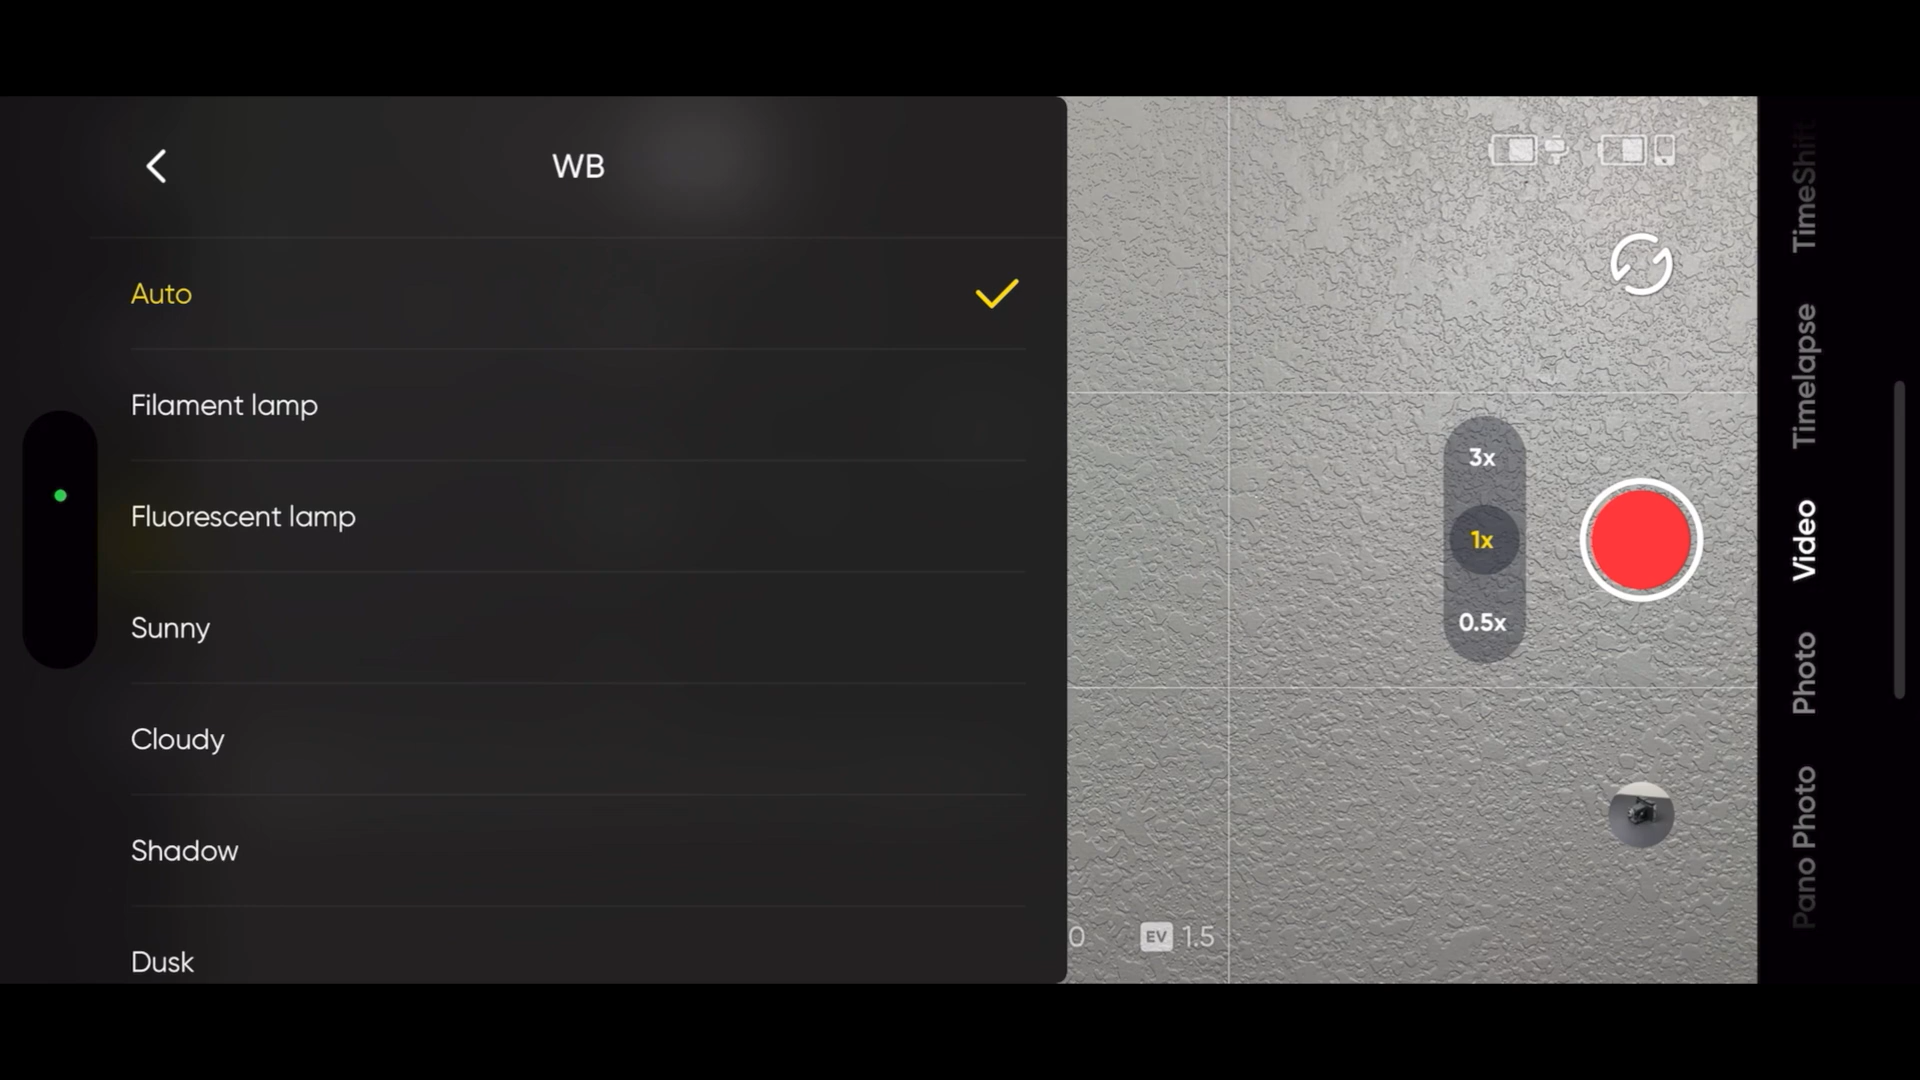 WB
Auto
Filament lamp
Fluorescent lamp
Sunny
Cloudy
Shadow
Dusk
0
EV 1.5
3x
1x
0.5x
TimeShift
Timelapse
Video
Photo
Pano Photo